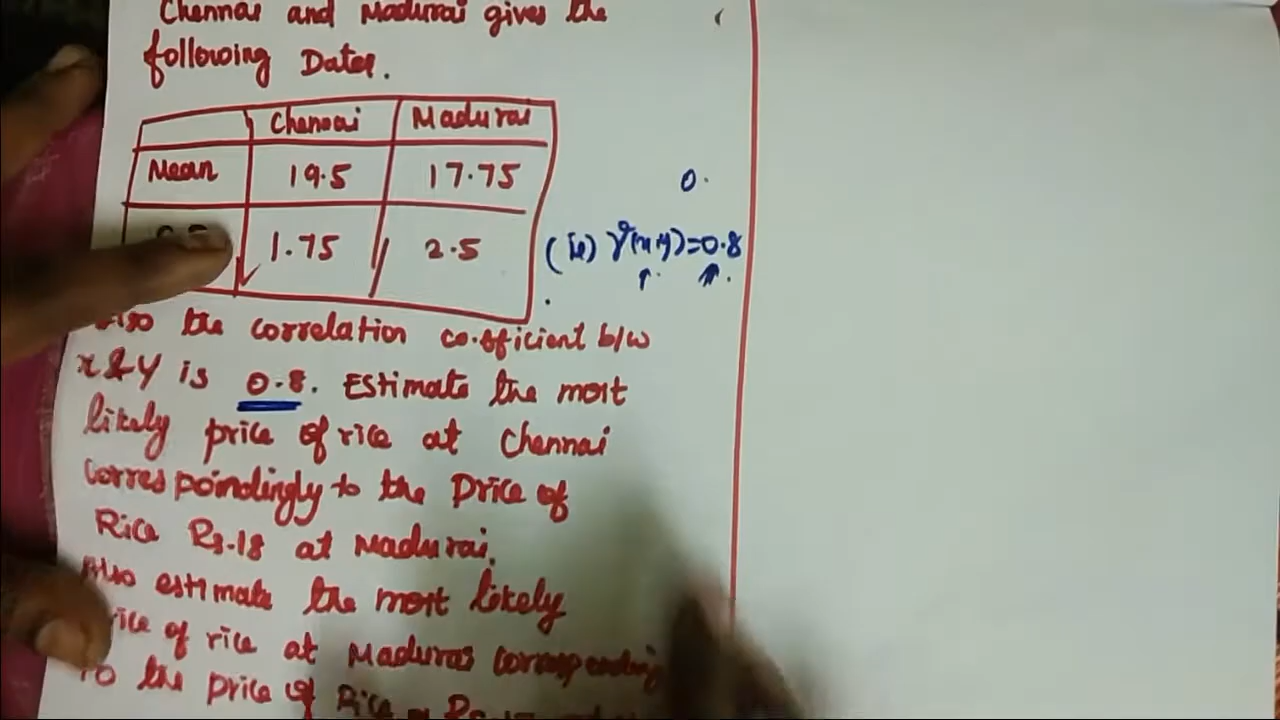 Chennai and Madurai gives the
following Data.
Chennai Madurai
Mean 19.5 17.75
1.75 2.5
0.
(ie) r(x,y)=0.8
the correlation co.efficient b/w
x & y is 0.8. Estimate the most
likely price of rice at Chennai
correspondingly to the Price of
Rice Rs.18 at Madurai.
Also estimate the most likely
of rice at Madurai corresponding
to the price of Rice